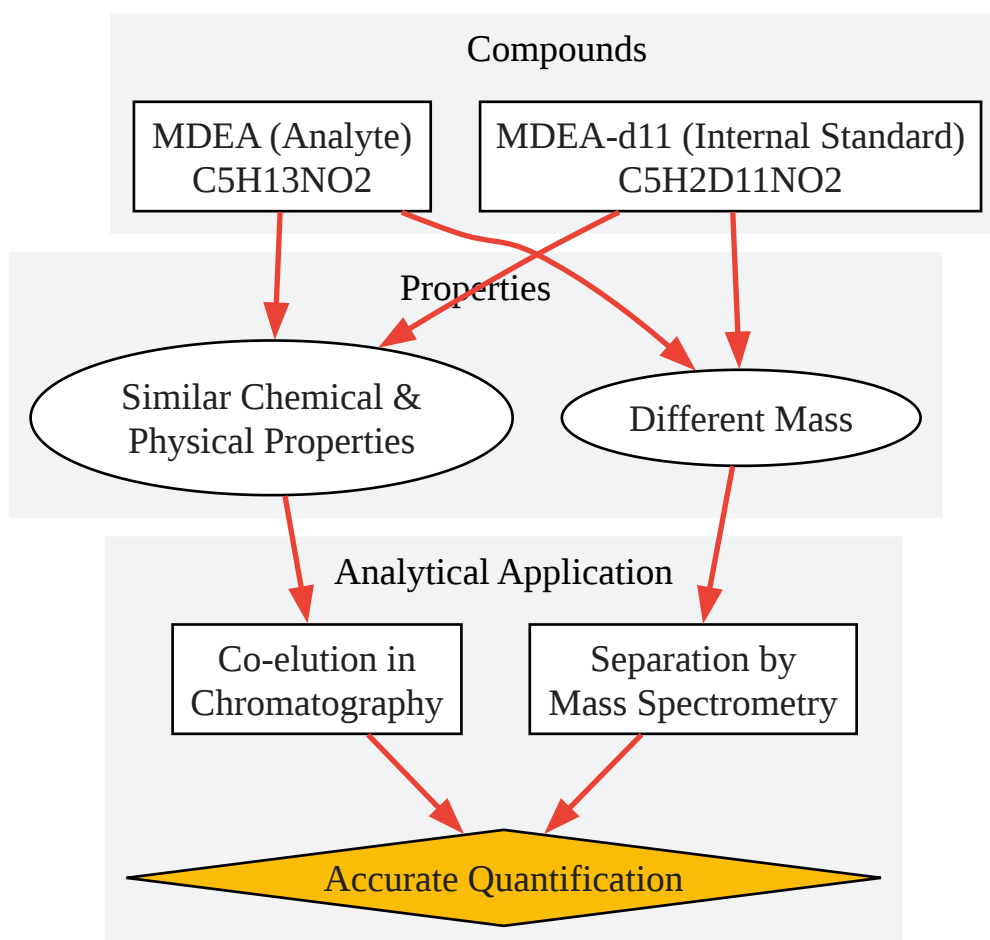 Compounds
MDEA (Analyte)
C5H13NO2
MDEA-d11 (Internal Standard)
C5H2D11NO2
Properties
Similar Chemical &
Physical Properties
Different Mass
Analytical Application
Co-elution in
Chromatography
Separation by
Mass Spectrometry
Accurate Quantification